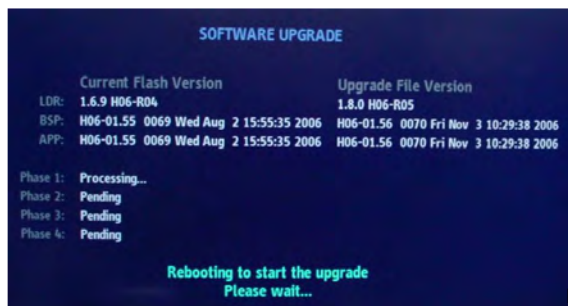 SOFTWARE UPGRADE
Current Flash Version Upgrade File Version
LDR: 1.6.9 H06-R04 1.8.0 H06-R05
BSP: H06-01.55 0069 Wed Aug 2 15:55:35 2006 H06-01.56 0070 Fri Nov 3 10:29:38 2006
APP: H06-01.55 0069 Wed Aug 2 15:55:35 2006 H06-01.56 0070 Fri Nov 3 10:29:38 2006
Phase 1: Processing...
Phase 2: Pending
Phase 3: Pending
Phase 4: Pending
Rebooting to start the upgrade
Please wait...